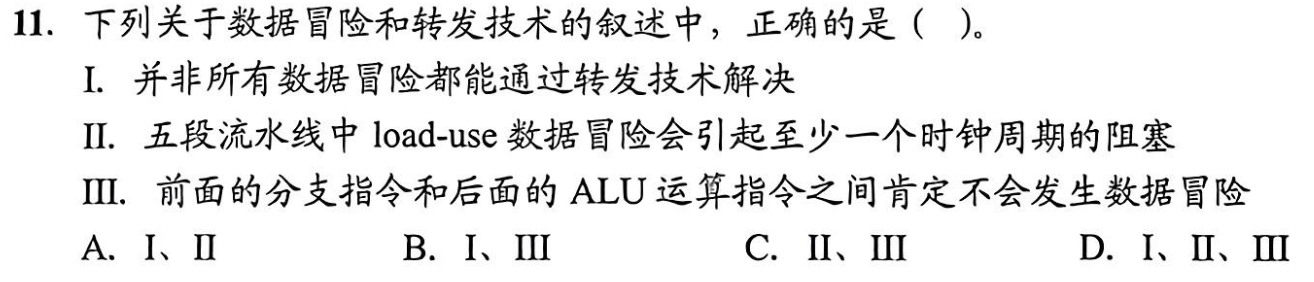 11. 下列关于数据冒险和转发技术的叙述中，正确的是（ ）。
I. 并非所有数据冒险都能通过转发技术解决
II. 五段流水线中 load-use 数据冒险会引起至少一个时钟周期的阻塞
III. 前面的分支指令和后面的 ALU 运算指令之间肯定不会发生数据冒险
A. I、II B. I、III C. II、III D. I、II、III